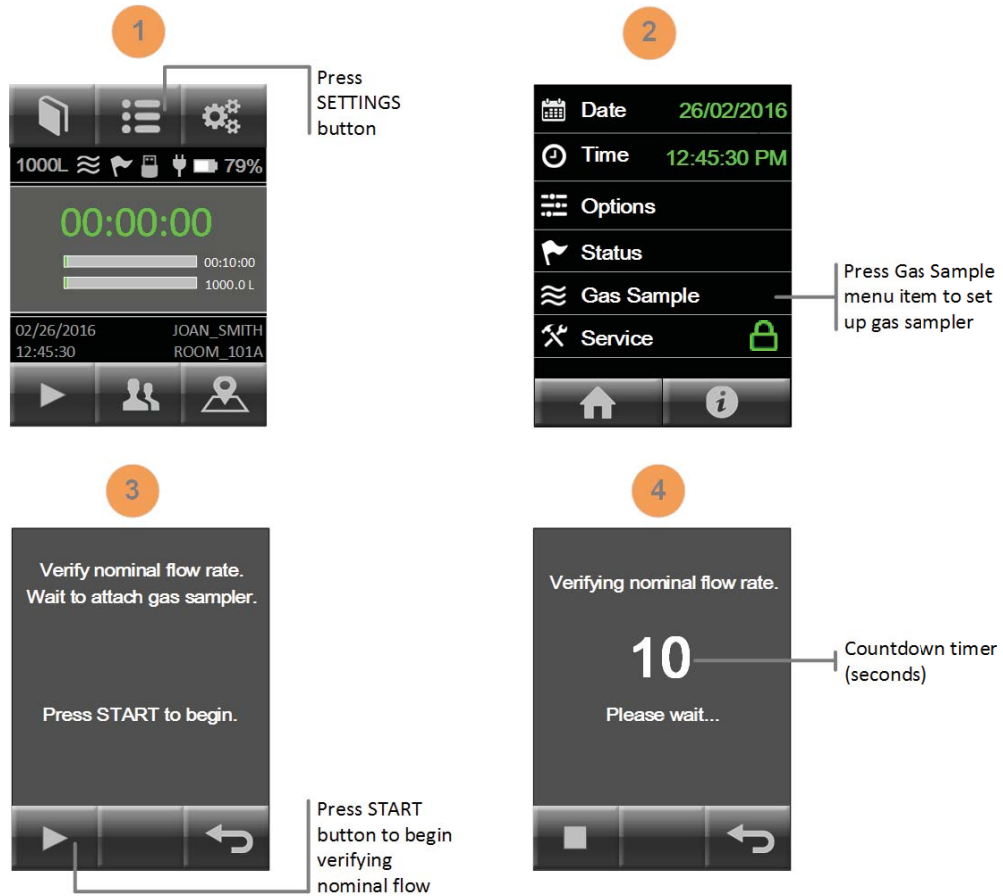 1
Press
SETTINGS
button
1000L 79%
00:00:00
00:10:00
1000.0 L
02/26/2016 JOAN_SMITH
12:45:30 ROOM_101A
2
Date 26/02/2016
Time 12:45:30 PM
Options
Status
Gas Sample
Service
i
Press Gas Sample
menu item to set
up gas sampler
3
Verify nominal flow rate.
Wait to attach gas sampler.
Press START to begin.
Press START
button to begin
verifying
nominal flow
4
Verifying nominal flow rate.
10
Please wait...
Countdown timer
(seconds)